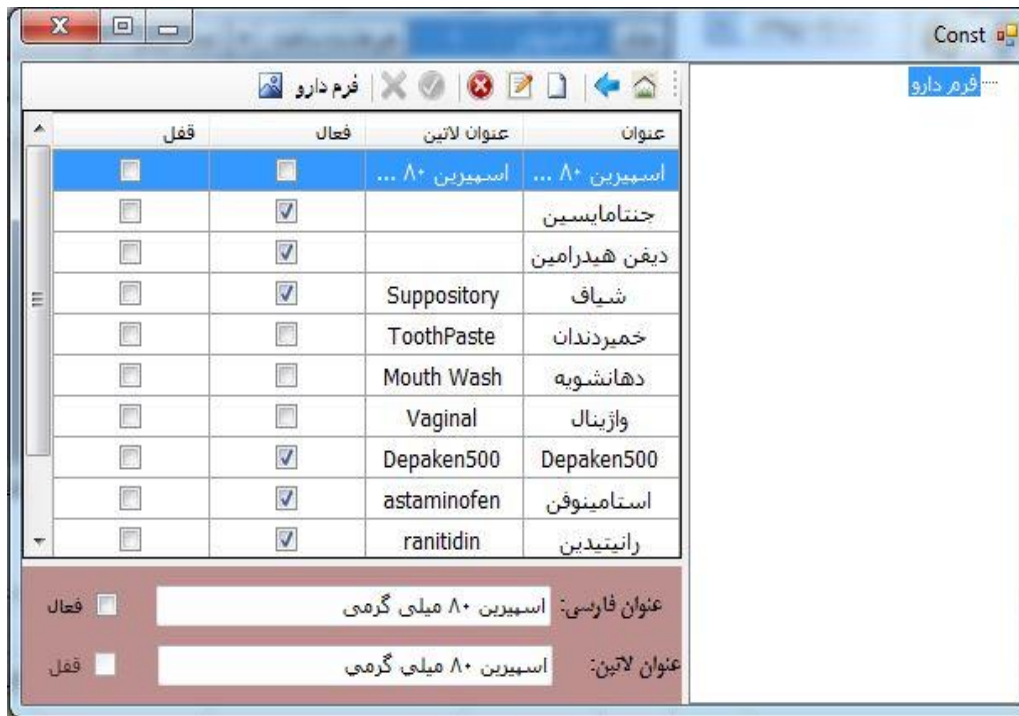 Const
فرم دارو
فرم دارو
عنوان عنوان لاتین فعال قفل
اسپیرین ۸۰ ... اسپیرین ۸۰ ...
جنتامایسین
دیفن هیدرامین
شیاف Suppository
خمیردندان ToothPaste
دهانشویه Mouth Wash
واژینال Vaginal
Depaken500 Depaken500
استامینوفن astaminofen
رانیتیدین ranitidin
عنوان فارسی: اسپیرین ۸۰ میلی گرمی فعال
عنوان لاتین: اسپیرین ۸۰ میلی گرمی قفل